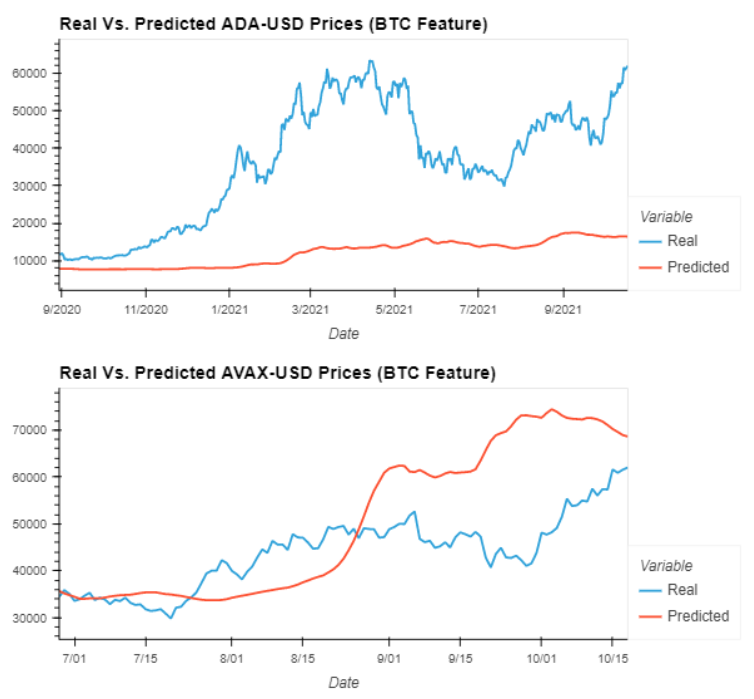 Real Vs. Predicted ADA-USD Prices (BTC Feature)
60000
50000
40000
30000
20000
10000
9/2020 11/2020 1/2021 3/2021 5/2021 7/2021 9/2021
Date
Variable
Real
Predicted
Real Vs. Predicted AVAX-USD Prices (BTC Feature)
70000
60000
50000
40000
30000
7/01 7/15 8/01 8/15 9/01 9/15 10/01 10/15
Date
Variable
Real
Predicted